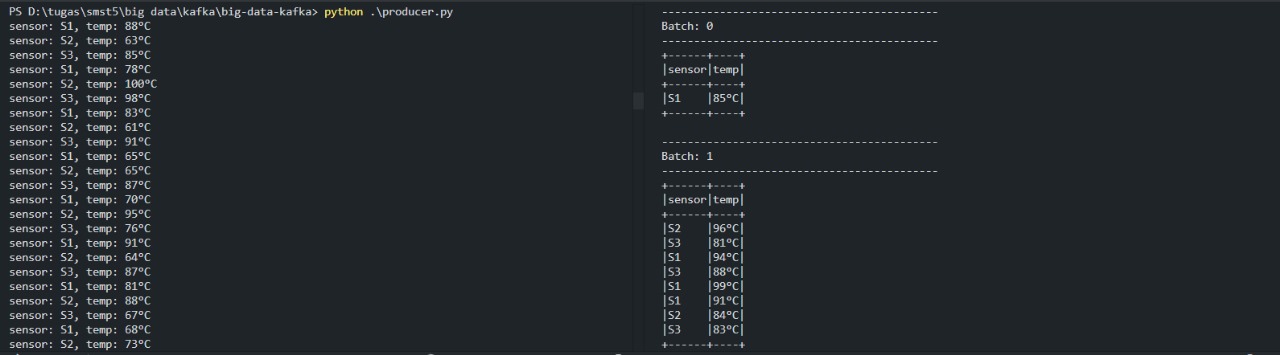 PS D:\tugas\smst5\big data\kafka\big-data-kafka> python .\producer.py
sensor: S1, temp: 88°C
sensor: S2, temp: 63°C
sensor: S3, temp: 85°C
sensor: S1, temp: 78°C
sensor: S2, temp: 100°C
sensor: S3, temp: 98°C
sensor: S1, temp: 83°C
sensor: S2, temp: 61°C
sensor: S3, temp: 91°C
sensor: S1, temp: 65°C
sensor: S2, temp: 65°C
sensor: S3, temp: 87°C
sensor: S1, temp: 70°C
sensor: S2, temp: 95°C
sensor: S3, temp: 76°C
sensor: S1, temp: 91°C
sensor: S2, temp: 64°C
sensor: S3, temp: 87°C
sensor: S1, temp: 81°C
sensor: S2, temp: 88°C
sensor: S3, temp: 67°C
sensor: S1, temp: 68°C
sensor: S2, temp: 73°C
-------------------------------------------
Batch: 0
-------------------------------------------
+------+----+
|sensor|temp|
+------+----+
|S1    |85°C|
+------+----+
-------------------------------------------
Batch: 1
-------------------------------------------
+------+----+
|sensor|temp|
+------+----+
|S2    |96°C|
|S3    |81°C|
|S1    |94°C|
|S3    |88°C|
|S1    |99°C|
|S1    |91°C|
|S2    |84°C|
|S3    |83°C|
+------+----+